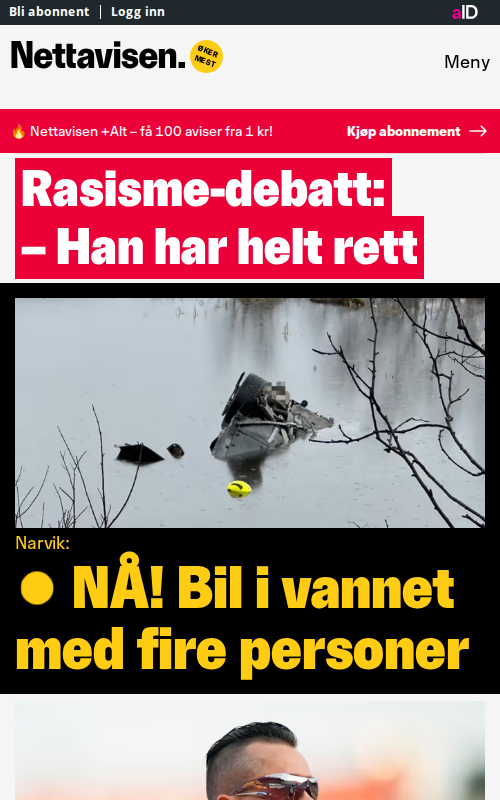 Bli abonnent | Logg inn aID
Nettavisen. ØKER MEST
Meny
🔥 Nettavisen +Alt – få 100 aviser fra 1 kr! Kjøp abonnement →
Rasisme-debatt:
– Han har helt rett
Narvik:
NÅ! Bil i vannet
med fire personer